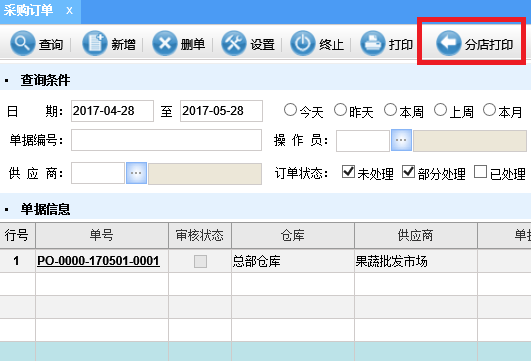 采购订单 x
查询 新增 删单 设置 终止 打印 分店打印
查询条件
日 期: 2017-04-28 至 2017-05-28 今天 昨天 本周 上周 本月
单据编号: 操 作 员:
供 应 商: 订单状态: 未处理 部分处理 已处理
单据信息
行号 单号 审核状态 仓库 供应商 单据
1 PO-0000-170501-0001 总部仓库 果蔬批发市场